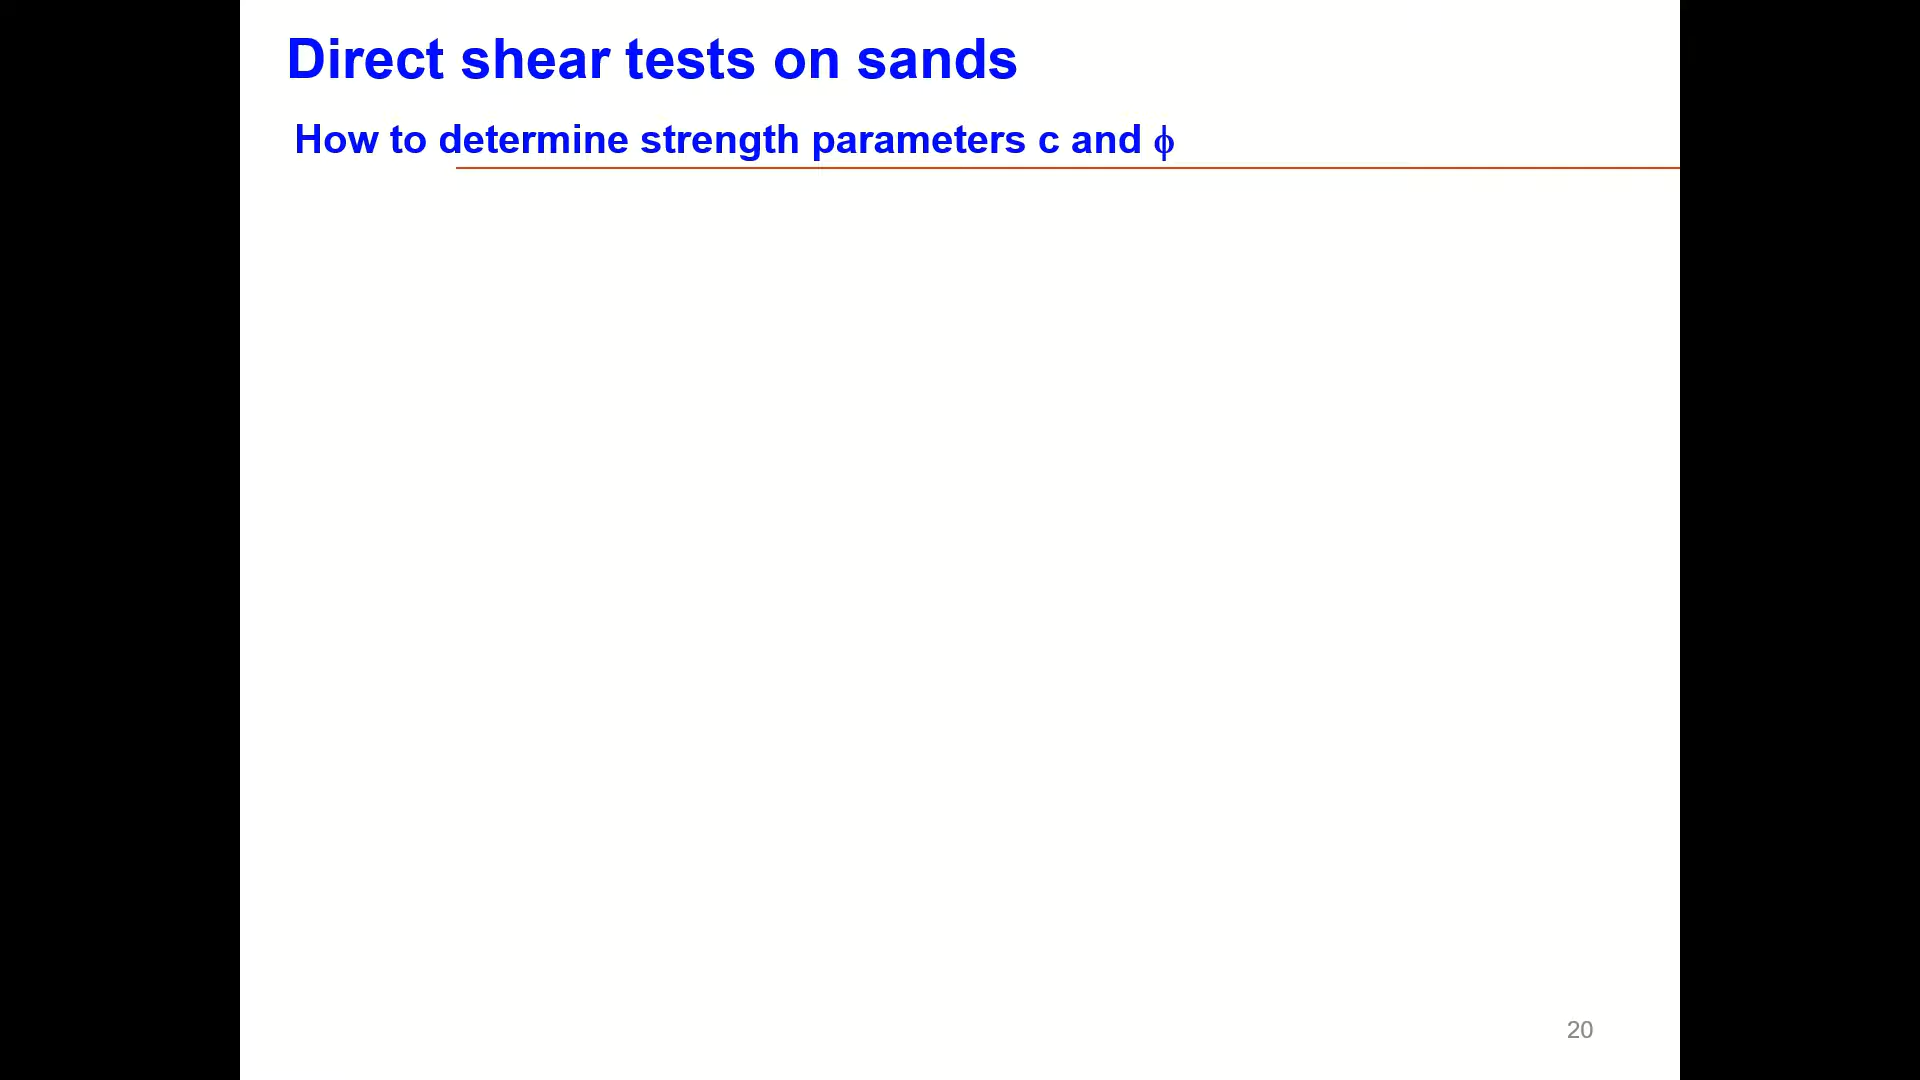 Direct shear tests on sands
How to determine strength parameters c and ϕ
20